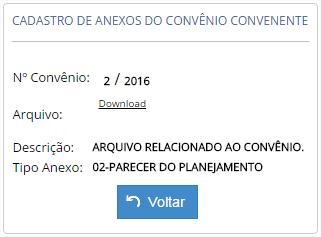 CADASTRO DE ANEXOS DO CONVÊNIO CONVENENTE
Nº Convênio: 2 / 2016
Download
Arquivo:
Descrição: ARQUIVO RELACIONADO AO CONVÊNIO.
Tipo Anexo: 02-PARECER DO PLANEJAMENTO
Voltar